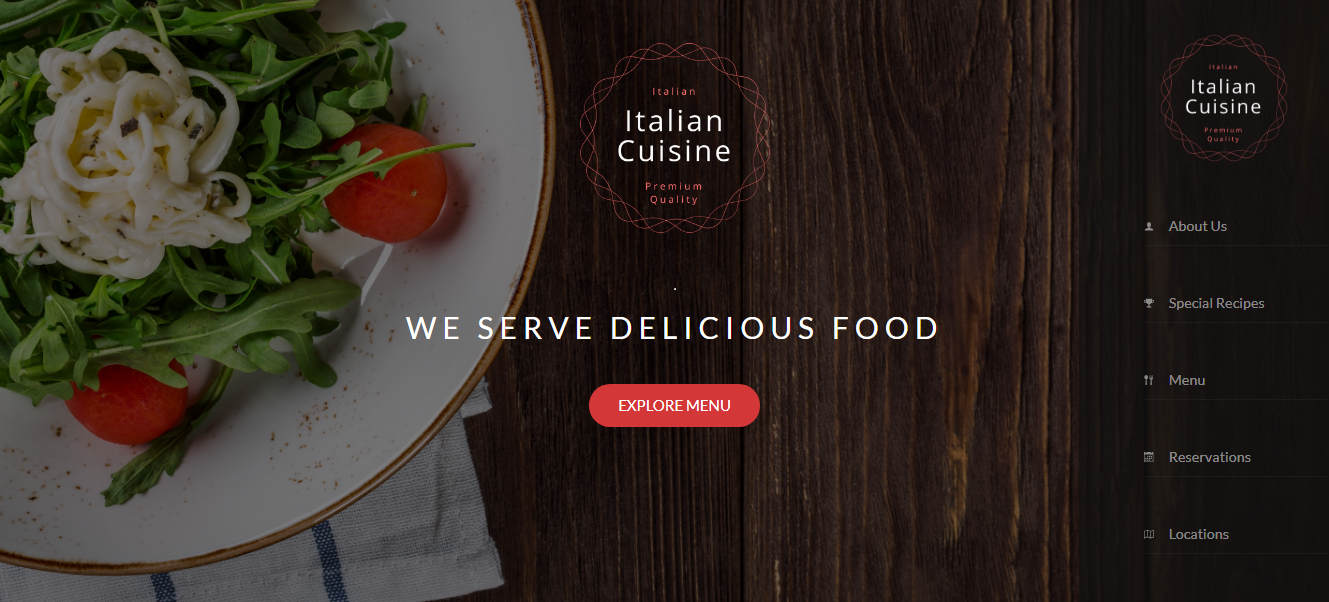 Italian
Italian
Cuisine
Premium
Quality
WE SERVE DELICIOUS FOOD
EXPLORE MENU
Italian
Italian
Cuisine
Premium
Quality
About Us
Special Recipes
Menu
Reservations
Locations